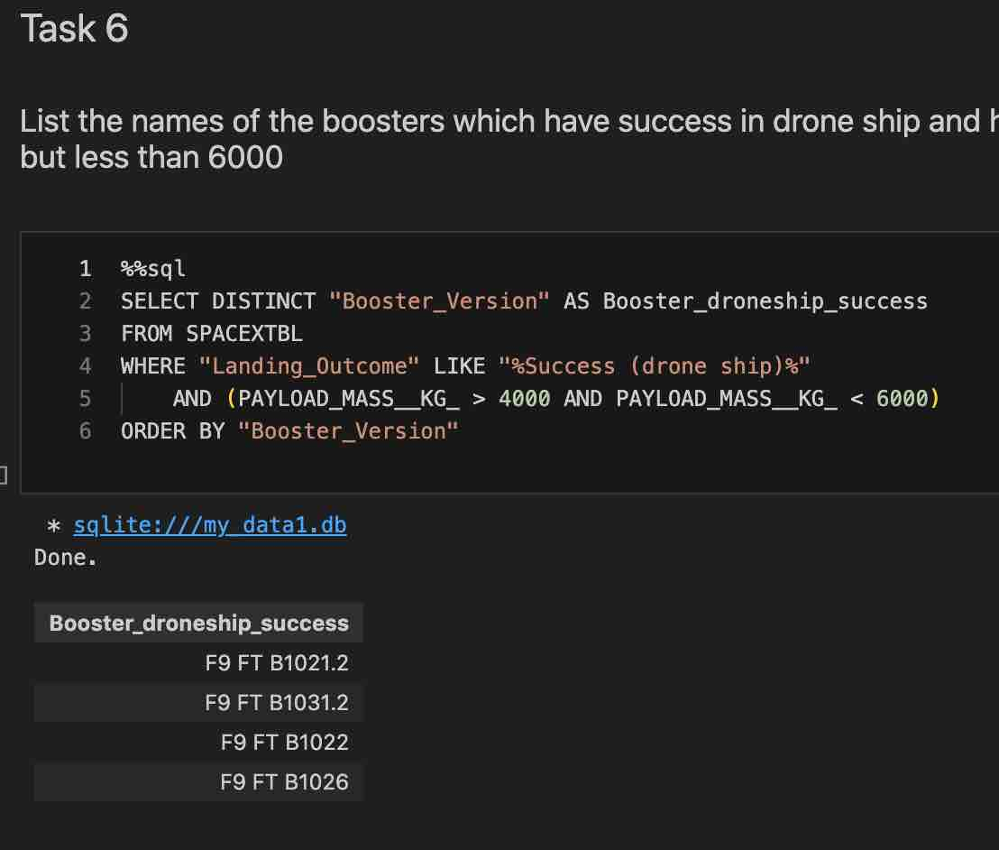 Task 6
List the names of the boosters which have success in drone ship and
but less than 6000
1 %%sql
2 SELECT DISTINCT "Booster_Version" AS Booster_droneship_success
3 FROM SPACEXTBL
4 WHERE "Landing_Outcome" LIKE "%Success (drone ship)%"
5 AND (PAYLOAD_MASS__KG_ > 4000 AND PAYLOAD_MASS__KG_ < 6000)
6 ORDER BY "Booster_Version"
* sqlite:///my_data1.db
Done.
Booster_droneship_success
F9 FT B1021.2
F9 FT B1031.2
F9 FT B1022
F9 FT B1026